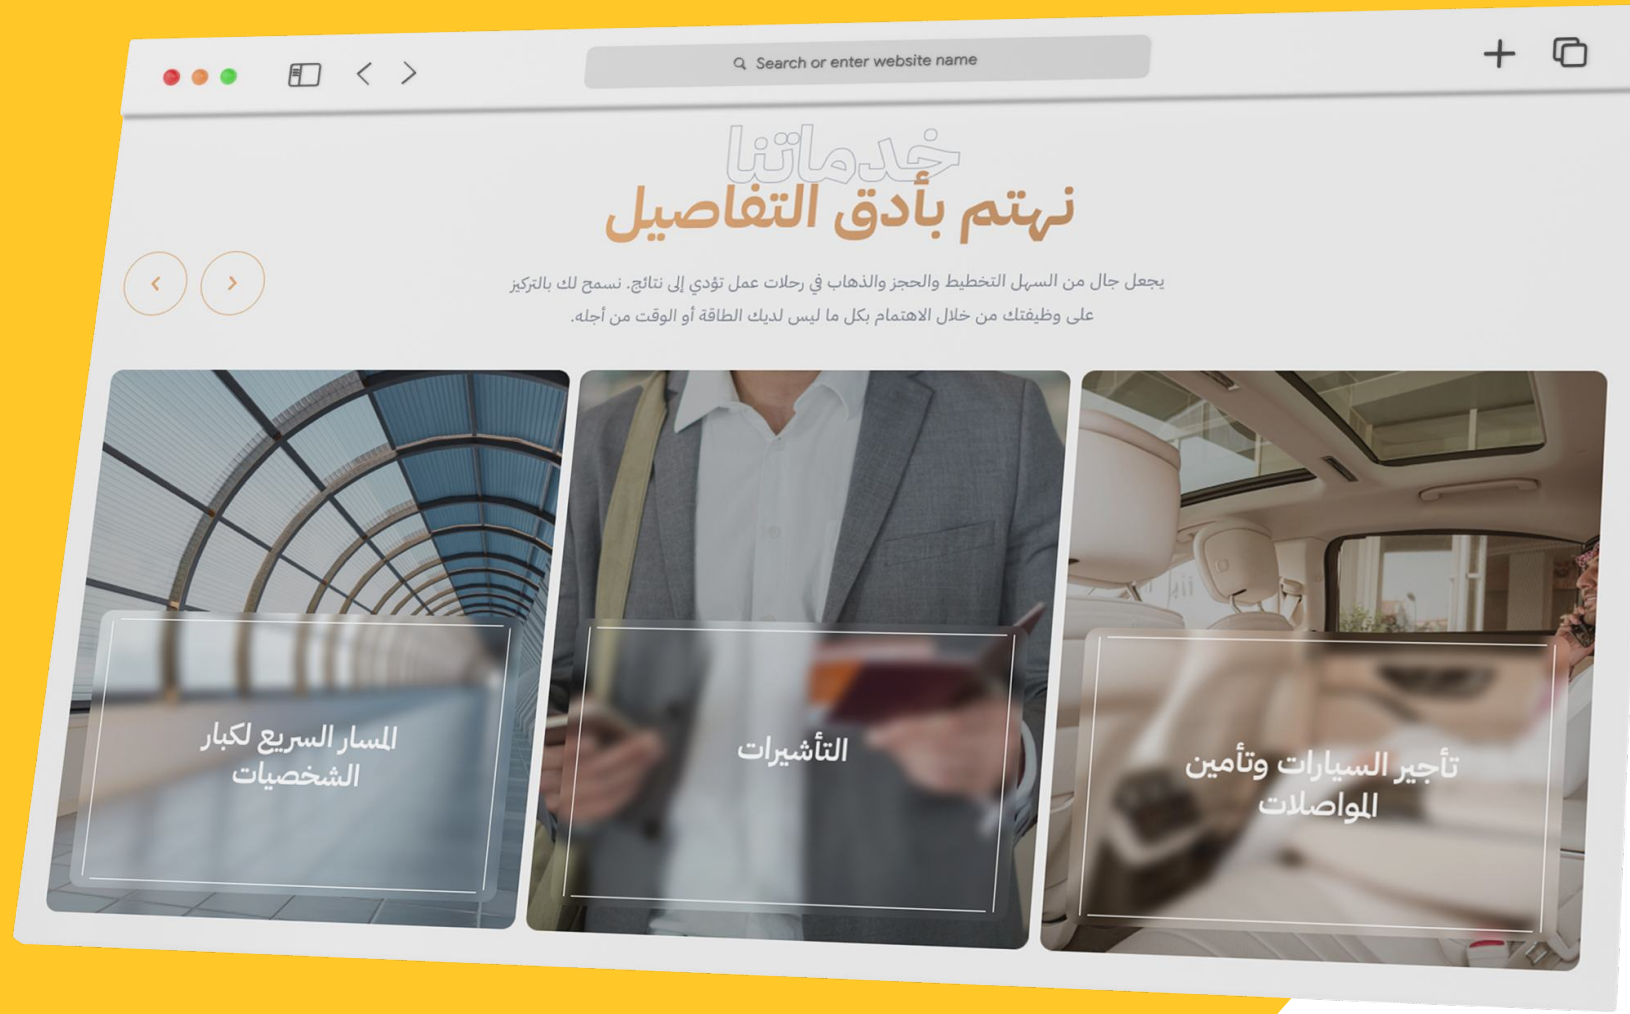 Search or enter website name
خدماتنا
نهتم بأدق التفاصيل
يجعل جال من السهل التخطيط والحجز والذهاب في رحلات عمل تؤدي إلى نتائج. نسمح لك بالتركيز
على وظيفتك من خلال الاهتمام بكل ما ليس لديك الطاقة أو الوقت من أجله.
تأجير السيارات وتأمين
المواصلات
التأشيرات
المسار السريع لكبار
الشخصيات